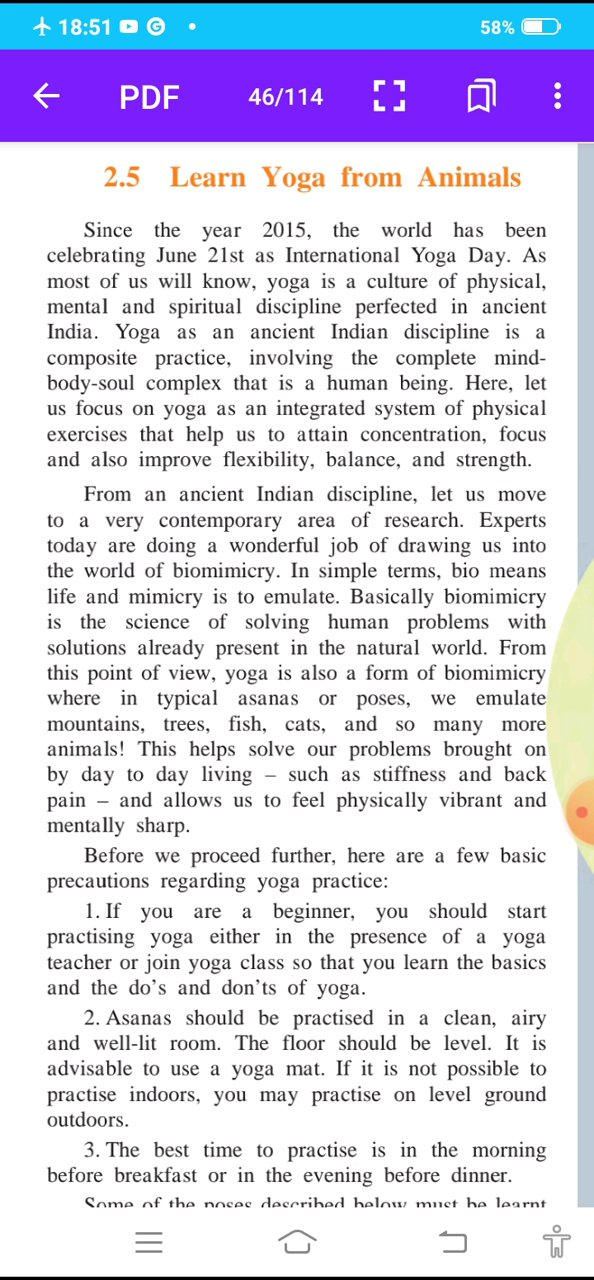 18:51
58%
PDF
46/114
2.5 Learn Yoga from Animals
Since the year 2015, the world has been
celebrating June 21st as International Yoga Day. As
most of us will know, yoga is a culture of physical,
mental and spiritual discipline perfected in ancient
India. Yoga as an ancient Indian discipline is a
composite practice, involving the complete mind-
body-soul complex that is a human being. Here, let
us focus on yoga as an integrated system of physical
exercises that help us to attain concentration, focus
and also improve flexibility, balance, and strength.
From an ancient Indian discipline, let us move
to a very contemporary area of research. Experts
today are doing a wonderful job of drawing us into
the world of biomimicry. In simple terms, bio means
life and mimicry is to emulate. Basically biomimicry
is the science of solving human problems with
solutions already present in the natural world. From
this point of view, yoga is also a form of biomimicry
where in typical asanas or poses, we emulate
mountains, trees, fish, cats, and so many more
animals! This helps solve our problems brought on
by day to day living – such as stiffness and back
pain – and allows us to feel physically vibrant and
mentally sharp.
Before we proceed further, here are a few basic
precautions regarding yoga practice:
1. If you are a beginner, you should start
practising yoga either in the presence of a yoga
teacher or join yoga class so that you learn the basics
and the do's and don'ts of yoga.
2. Asanas should be practised in a clean, airy
and well-lit room. The floor should be level. It is
advisable to use a yoga mat. If it is not possible to
practise indoors, you may practise on level ground
outdoors.
3. The best time to practise is in the morning
before breakfast or in the evening before dinner.
Some of the poses described below must be learnt